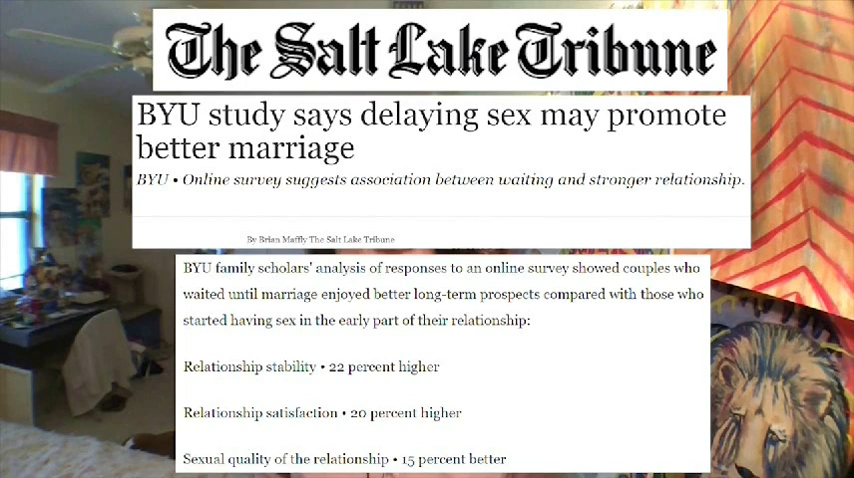 The Salt Lake Tribune
BYU study says delaying sex may promote
better marriage
BYU • Online survey suggests association between waiting and stronger relationship.
By Brian Maffly The Salt Lake Tribune
BYU family scholars' analysis of responses to an online survey showed couples who
waited until marriage enjoyed better long-term prospects compared with those who
started having sex in the early part of their relationship:
Relationship stability • 22 percent higher
Relationship satisfaction • 20 percent higher
Sexual quality of the relationship • 15 percent better